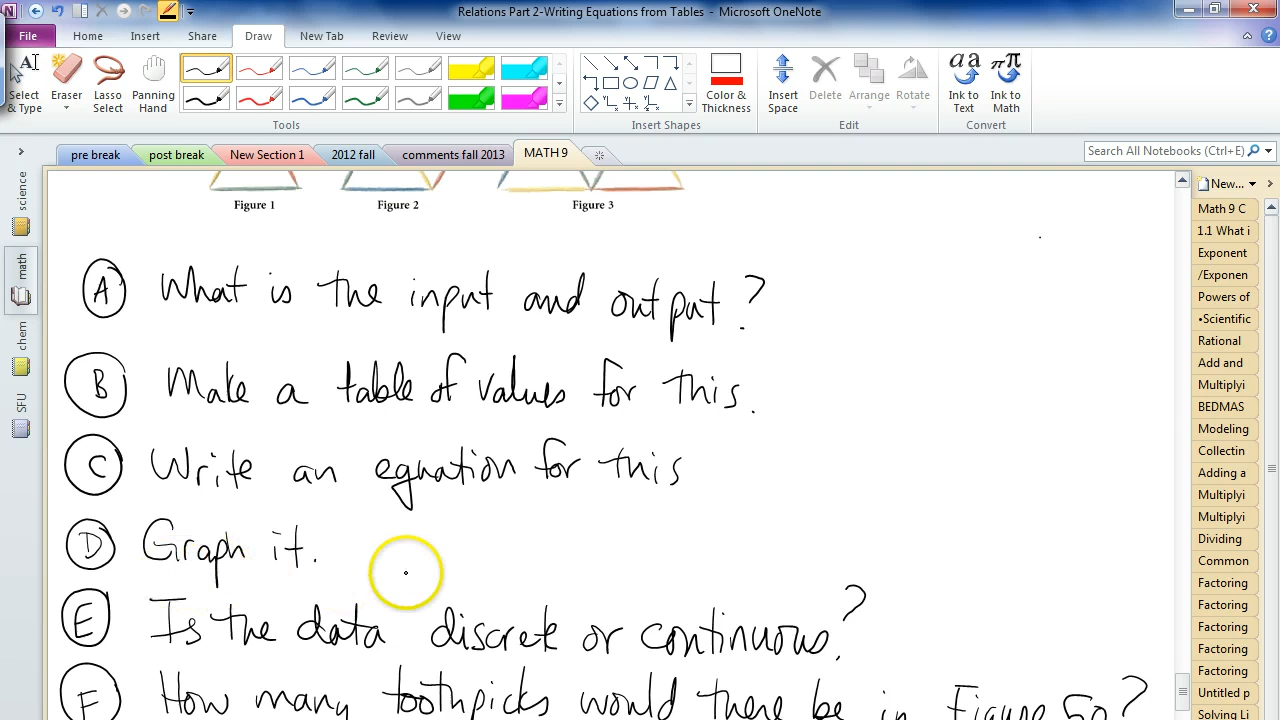 Relations Part 2-Writing Equations from Tables - Microsoft OneNote
File Home Insert Share Draw New Tab Review View
Select & Type
Eraser
Lasso Select
Panning Hand
Color & Thickness
Insert Space
Delete
Arrange
Rotate
Ink to Text
Ink to Math
Tools Insert Shapes Edit Convert
pre break post break New Section 1 2012 fall comments fall 2013 MATH 9
Search All Notebooks (Ctrl+E)
science
math
chem
SFU
Figure 1 Figure 2 Figure 3
A What is the input and output?
B Make a table of values for this.
C Write an equation for this
D Graph it.
E Is the data discrete or continuous?
F How many toothpicks would there be in Figure 50?
New...
Math 9 C
1.1 What i
Exponent
/Exponen
Powers of
•Scientific
Rational
Add and
Multiplyi
BEDMAS
Modeling
Collectin
Adding a
Multiplyi
Multiplyi
Dividing
Common
Factoring
Factoring
Factoring
Factoring
Factoring
Untitled p
Solving Li